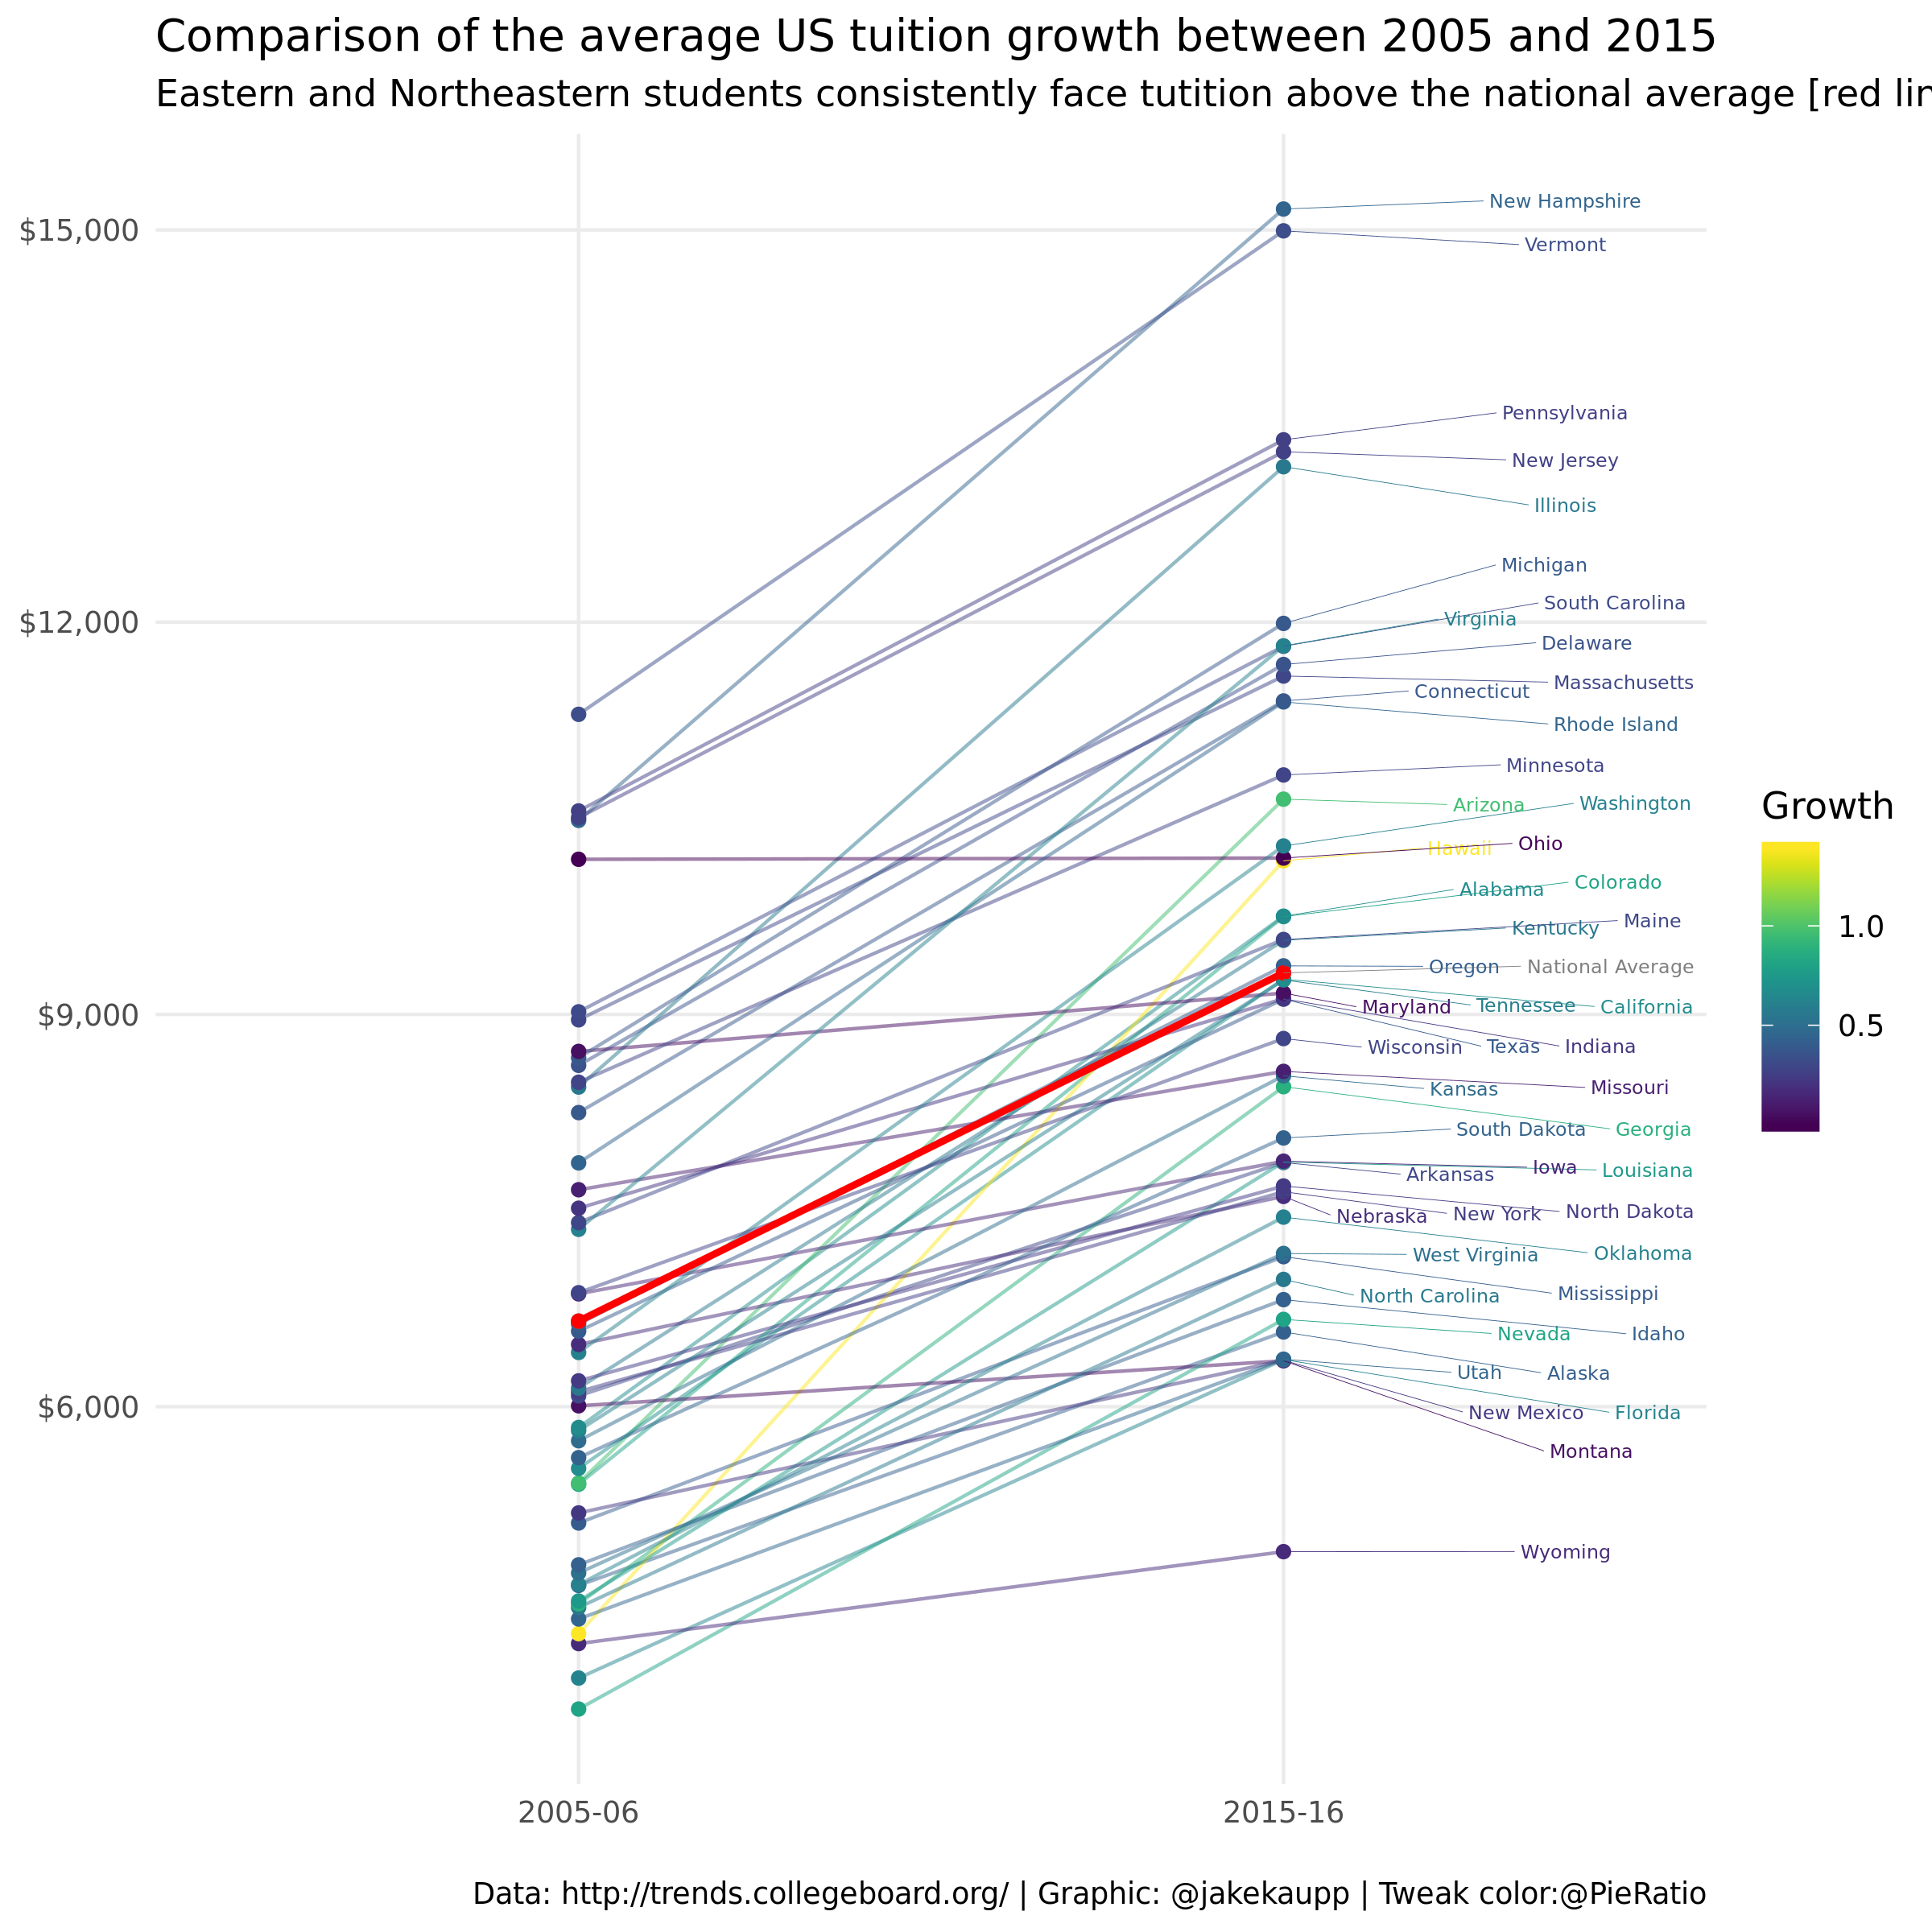 Comparison of the average US tuition growth between 2005 and 2015
Eastern and Northeastern students consistently face tutition above the national average [red lin
$15,000
$12,000
$9,000
$6,000
New Hampshire
Vermont
Pennsylvania
New Jersey
Illinois
Michigan
South Carolina
Virginia
Delaware
Massachusetts
Connecticut
Rhode Island
Minnesota
Arizona
Washington
Hawaii
Ohio
Alabama
Colorado
Kentucky
Maine
Oregon
National Average
Maryland
Tennessee
California
Wisconsin
Texas
Indiana
Kansas
Missouri
South Dakota
Georgia
Arkansas
Iowa
Louisiana
Nebraska
New York
North Dakota
West Virginia
Oklahoma
North Carolina
Mississippi
Nevada
Idaho
Utah
Alaska
New Mexico
Florida
Montana
Wyoming
Growth
1.0
0.5
2005-06
2015-16
Data: http://trends.collegeboard.org/ | Graphic: @jakekaupp | Tweak color:@PieRatio